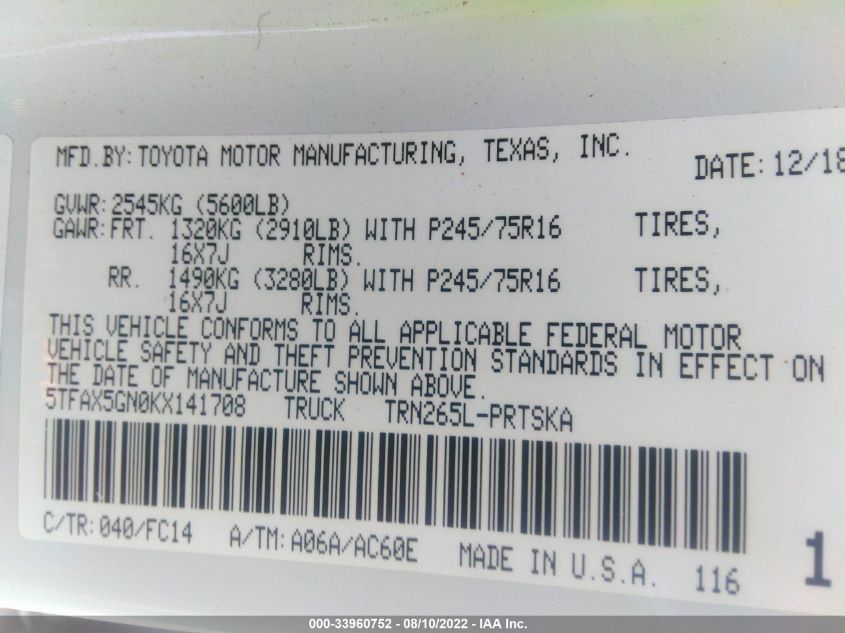 MFD.BY: TOYOTA MOTOR MANUFACTURING, TEXAS, INC. DATE: 12/18
GVWR: 2545KG (5600LB)
GAWR: FRT. 1320KG (2910LB) WITH P245/75R16 TIRES,
16X7J RIMS.
RR. 1490KG (3280LB) WITH P245/75R16 TIRES,
16X7J RIMS.
THIS VEHICLE CONFORMS TO ALL APPLICABLE FEDERAL MOTOR
VEHICLE SAFETY AND THEFT PREVENTION STANDARDS IN EFFECT ON
THE DATE OF MANUFACTURE SHOWN ABOVE.
5TFAX5GN0KX141708 TRUCK TRN265L-PRTSKA
C/TR: 040/FC14 A/TM: A06A/AC60E MADE IN U.S.A. 116 1
000-33960752 - 08/10/2022 - IAA Inc.